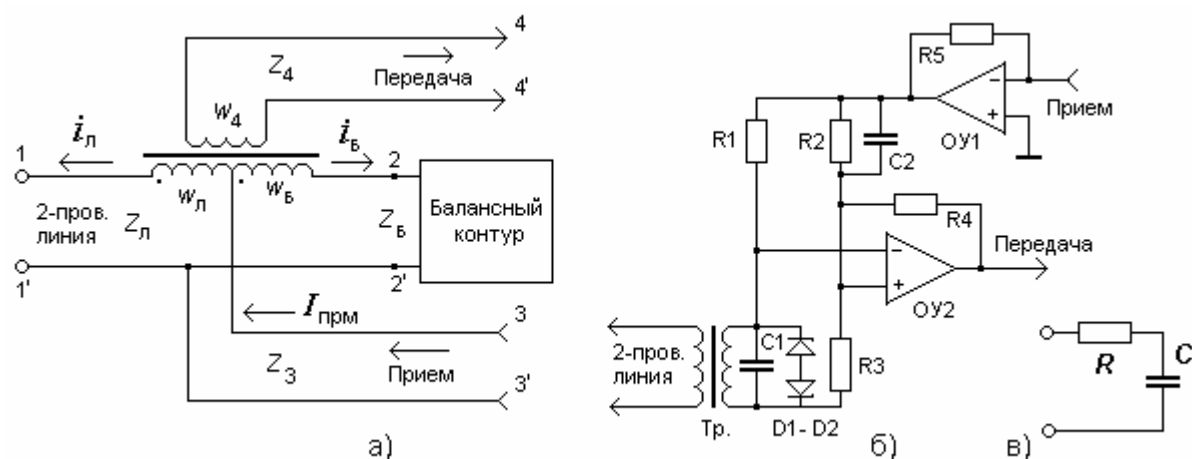 4
Z4
Передача
4'
w4
iл
iБ
1
2
wл
wБ
2-пров.
линия
Zл
ZБ
Балансный
контур
1'
2'
Iпрм
3
Z3
Прием
3'
а)
R5
−
+
Прием
ОУ1
R1
R2
C2
R4
Передача
−
+
ОУ2
2-пров.
линия
C1
R3
Тр.
D1- D2
б)
R
C
в)